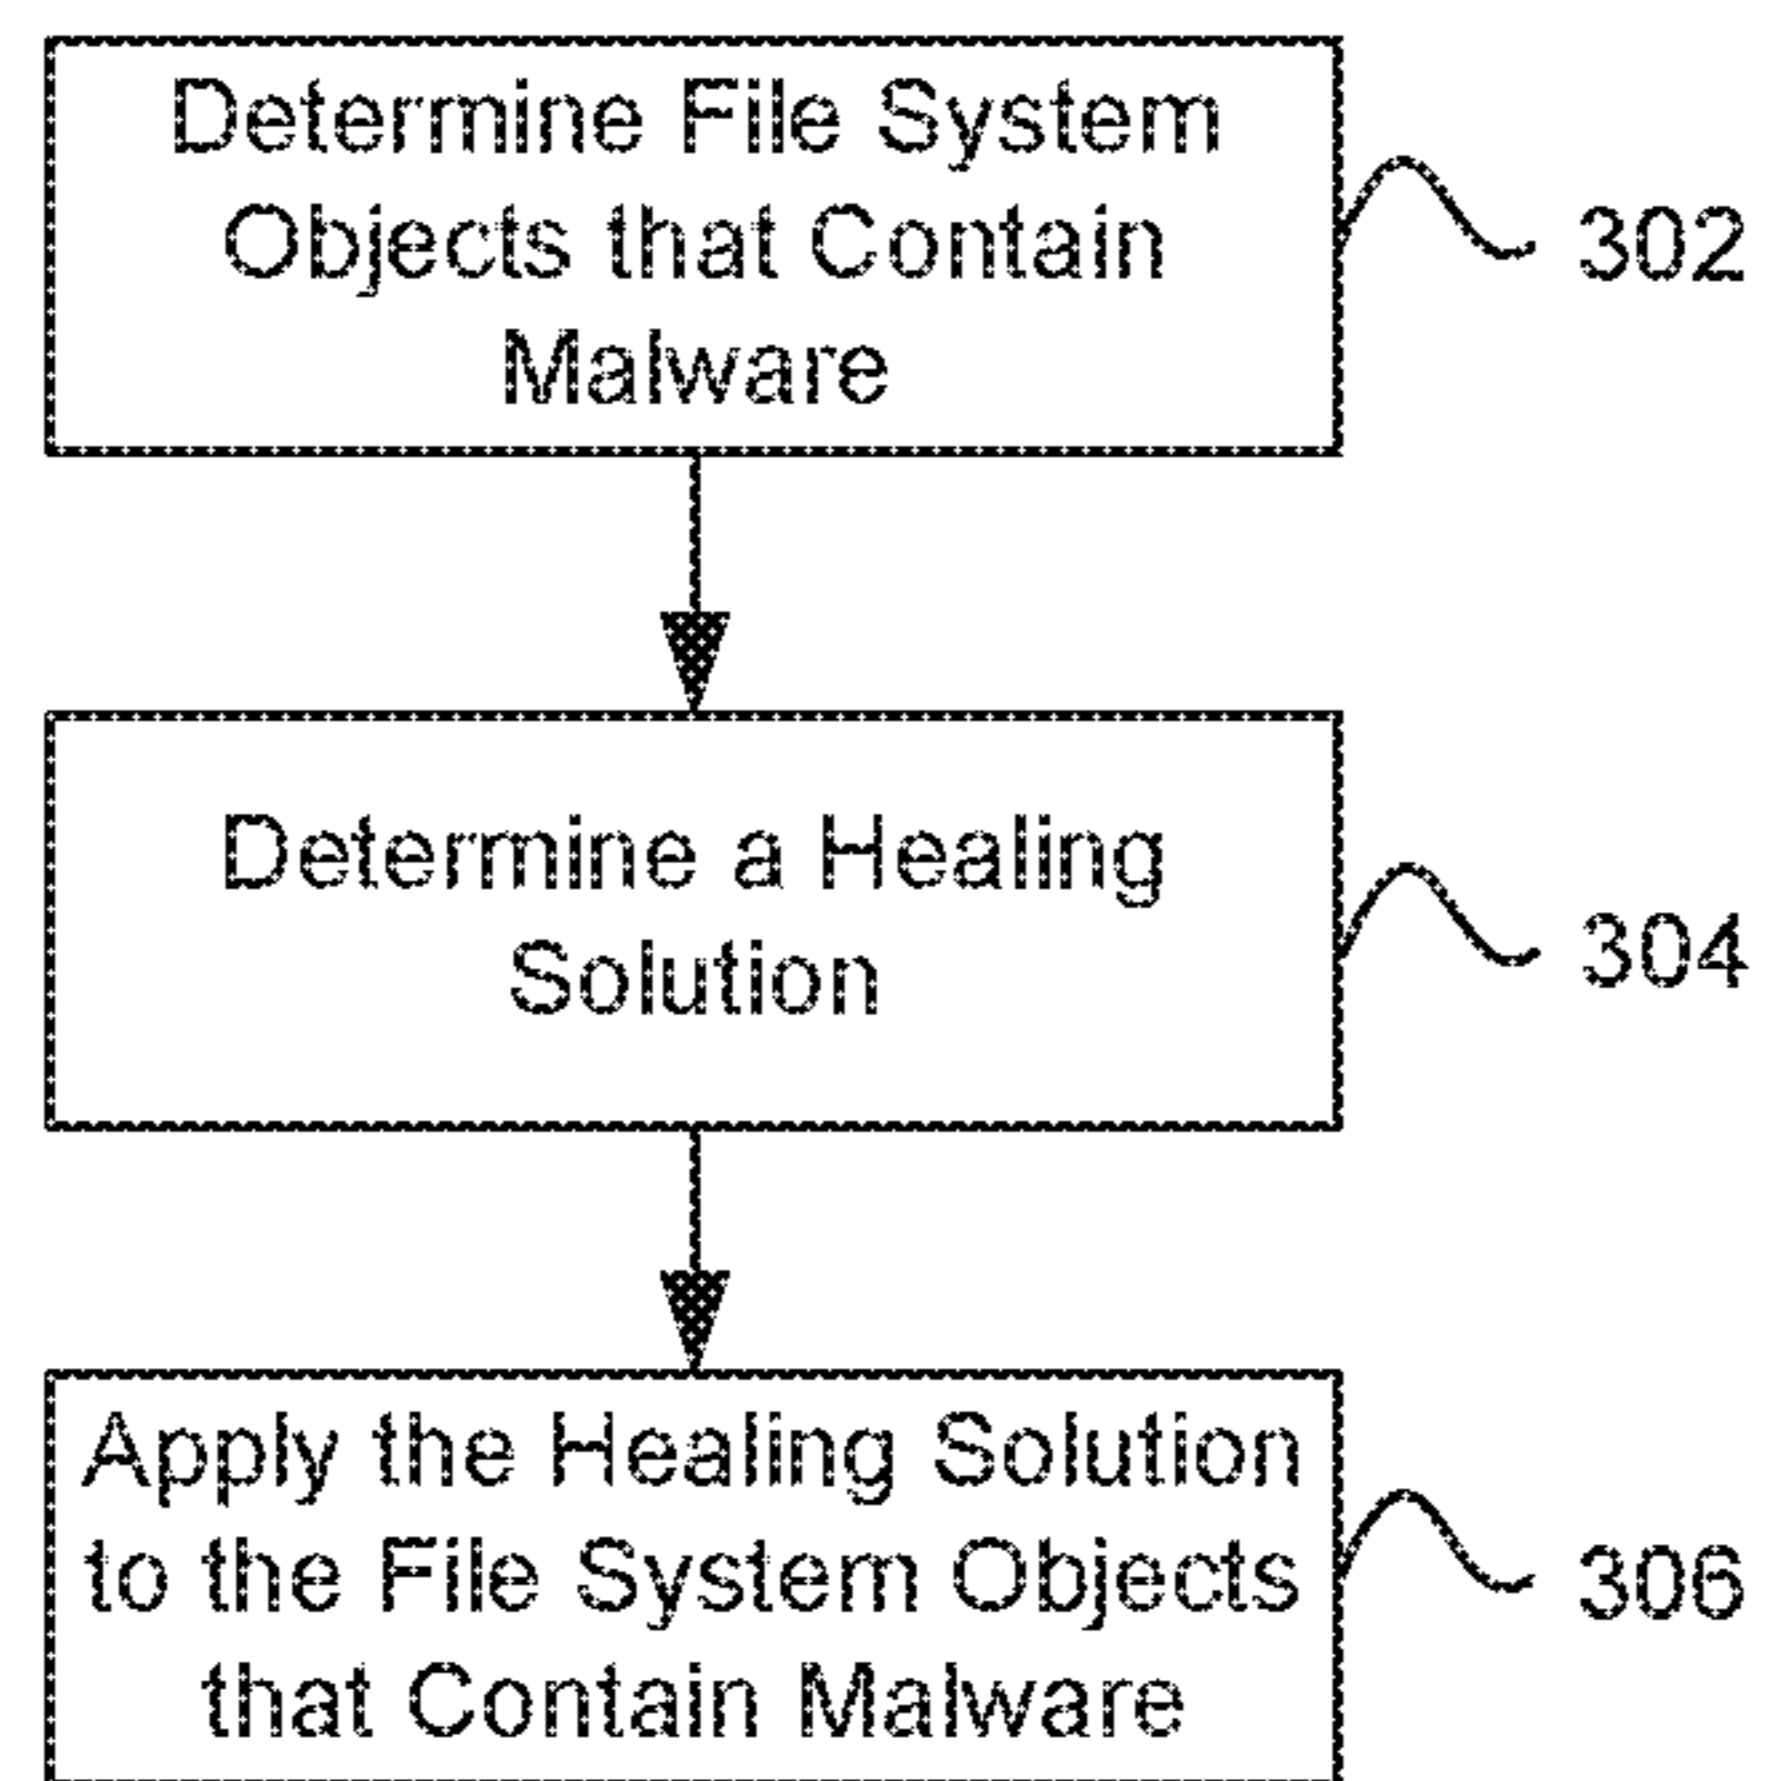 Determine File System
Objects that Contain
Malware
302
Determine a Healing
Solution
304
Apply the Healing Solution
to the File System Objects
that Contain Malware
306